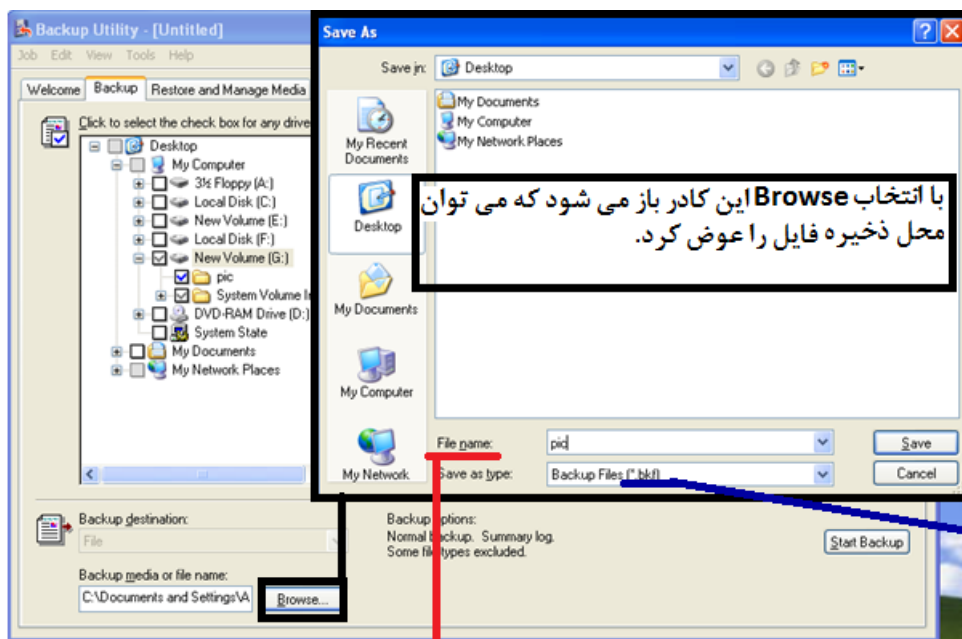 Backup Utility - [Untitled]
Job Edit View Tools Help
Welcome Backup Restore and Manage Media
Click to select the check box for any drive
Desktop
My Computer
3½ Floppy (A:)
Local Disk (C:)
New Volume (E:)
Local Disk (F:)
New Volume (G:)
pic
System Volume
DVD-RAM Drive (D:)
System State
My Documents
My Network Places
Save As
Save in: Desktop
My Recent
Documents
Desktop
My Documents
My Computer
My Network
My Documents
My Computer
My Network Places
با انتخاب Browse این کادر باز می شود که می توان
محل ذخیره فایل را عوض کرد.
File name: pic
Save
Save as type: Backup Files (*.bkf)
Cancel
Backup destination:
File
Backup media or file name:
C:\Documents and Settings\A
Browse...
Backup options:
Normal backup. Summary log.
Some file types excluded.
Start Backup